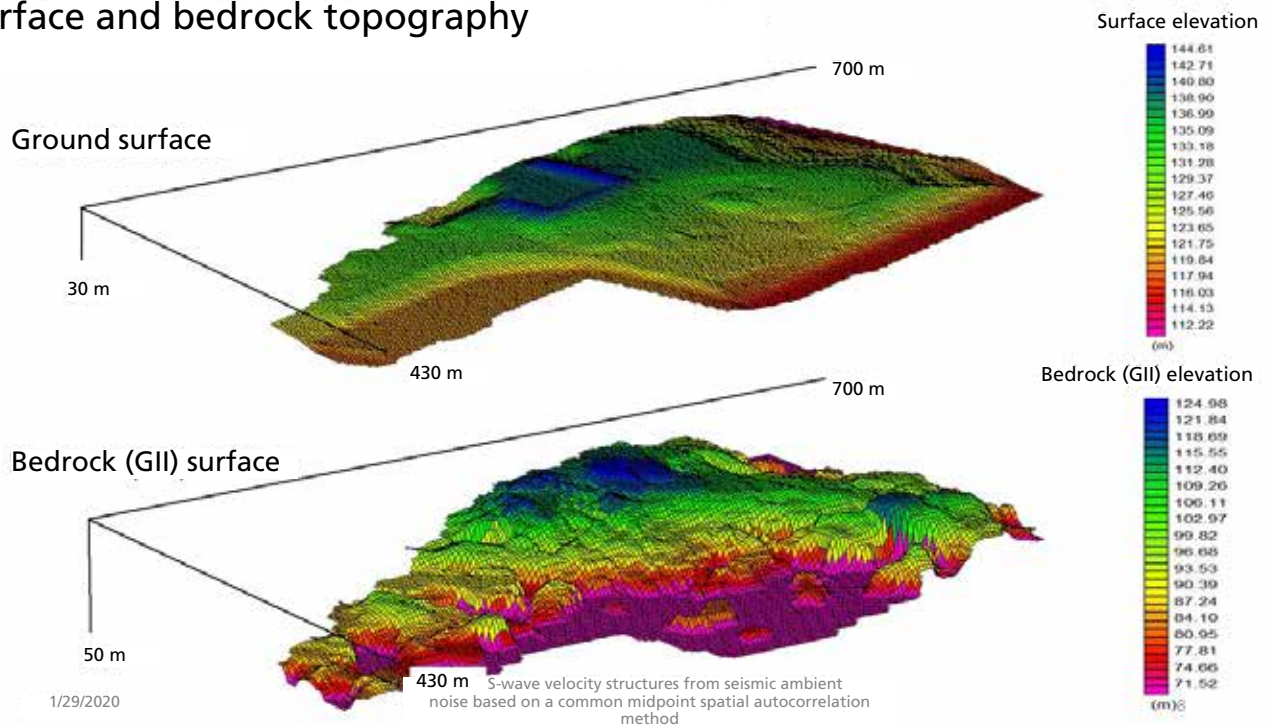 rface and bedrock topography
Surface elevation
144.61
142.71
140.80
138.90
136.99
135.09
133.18
131.28
129.37
127.46
125.56
123.65
121.75
119.84
117.94
116.03
114.13
112.22
(m)
700 m
Ground surface
30 m
430 m
Bedrock (GII) elevation
124.98
121.84
118.69
115.55
112.40
109.26
106.11
102.97
99.82
96.68
93.53
90.39
87.24
84.10
80.95
77.81
74.66
71.52
(m)8
700 m
Bedrock (GII) surface
50 m
430 m
1/29/2020
S-wave velocity structures from seismic ambient
noise based on a common midpoint spatial autocorrelation
method